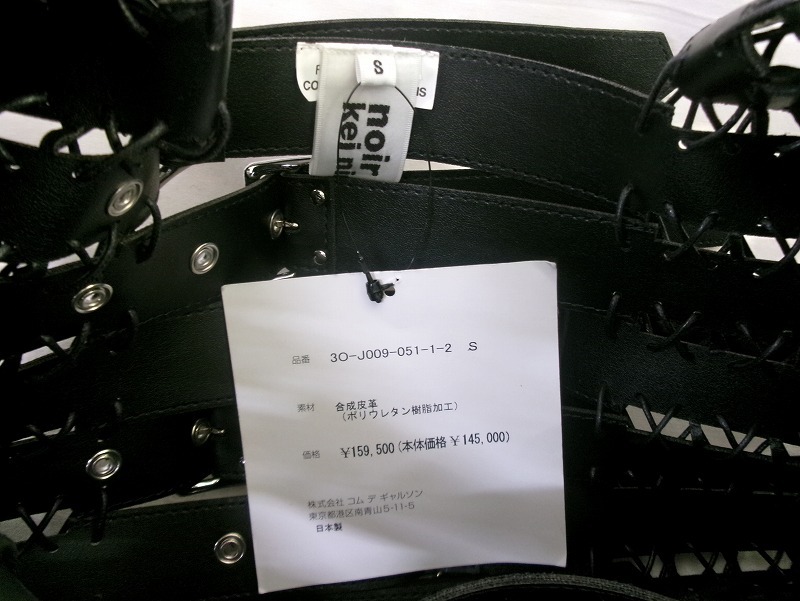 S
noir
品番 3O-J009-051-1-2 S
素材 合成皮革
(ポリウレタン樹脂加工)
価格 ￥159,500(本体価格￥145,000)
株式会社 コム デ ギャルソン
東京都港区南青山5-11-5
日本製